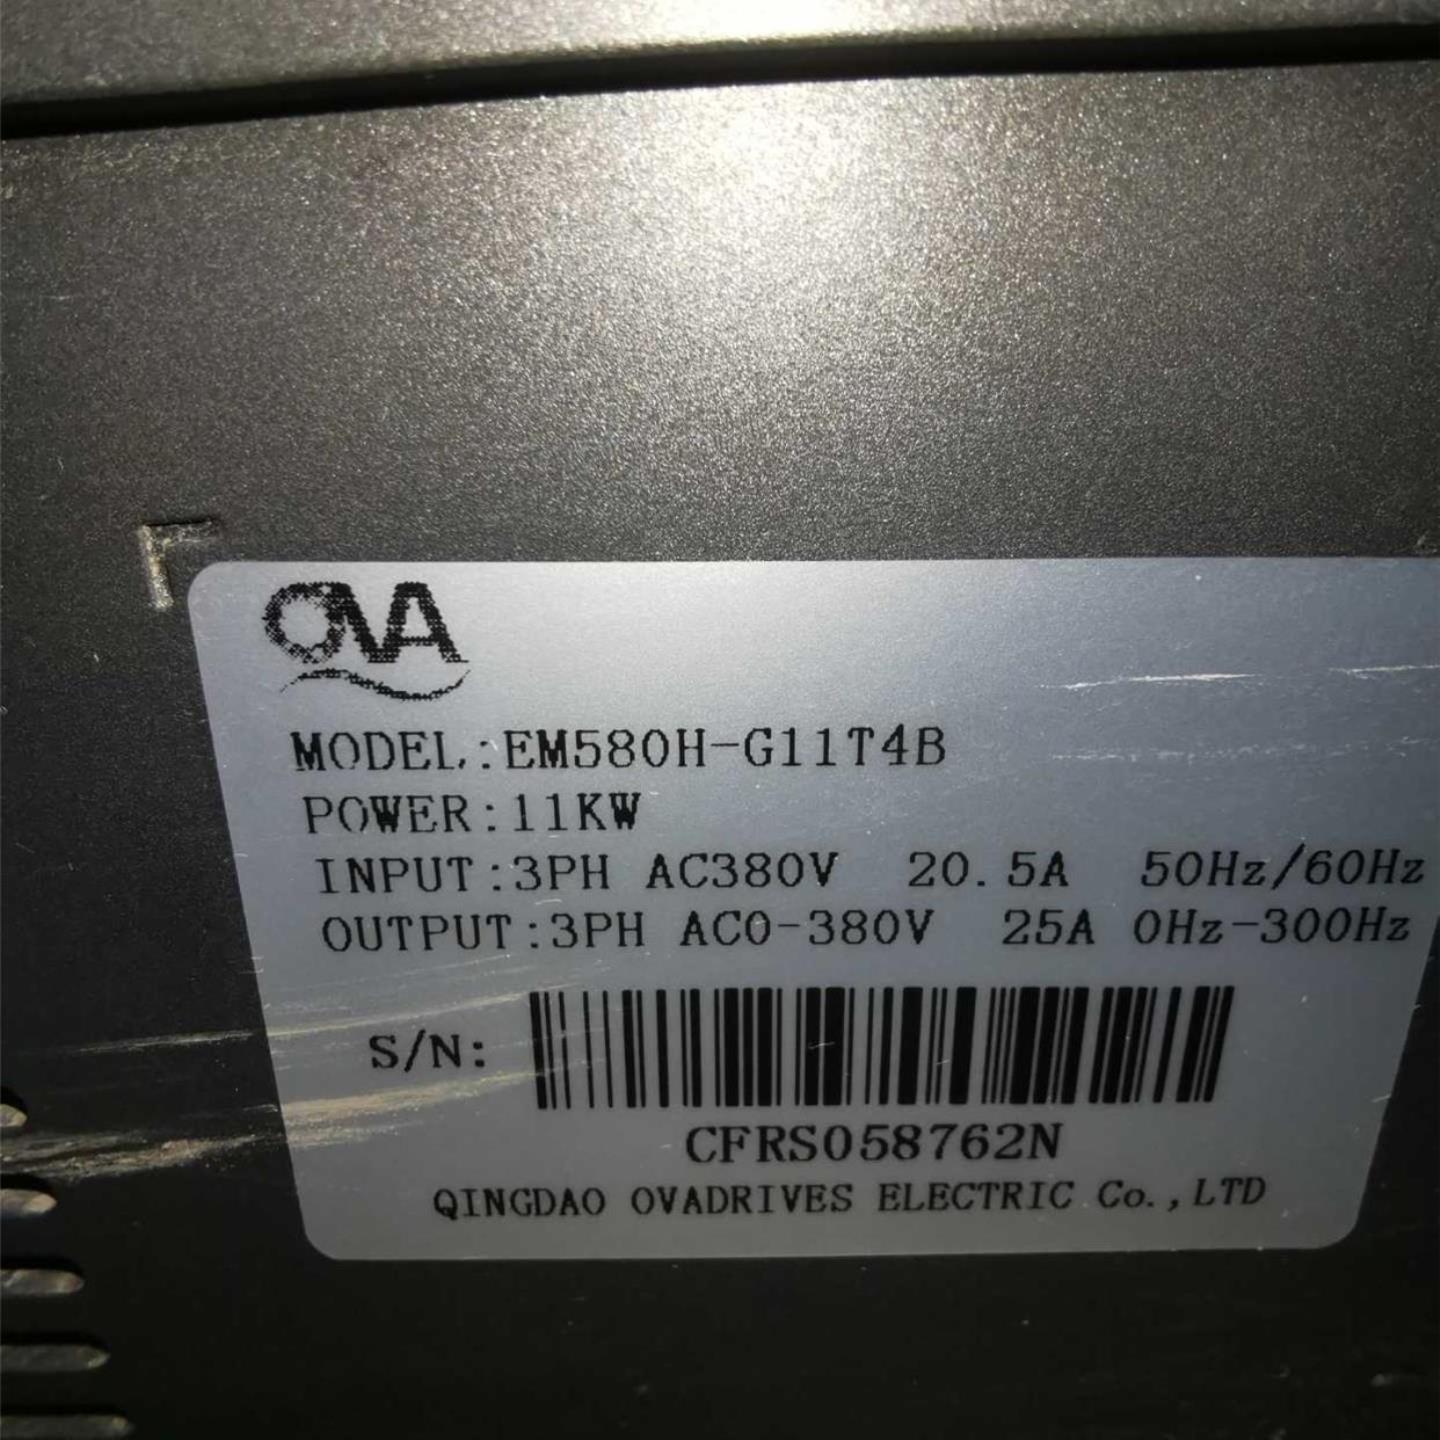 OVA
MODEL:EM580H-G11T4B
POWER:11KW
INPUT:3PH AC380V 20.5A 50Hz/60Hz
OUTPUT:3PH AC0-380V 25A 0Hz-300Hz
S/N:
CFRS058762N
QINGDAO OVADRIVES ELECTRIC Co.,LTD